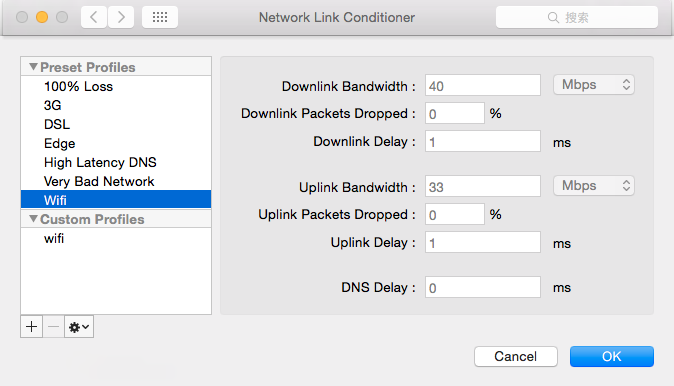 Network Link Conditioner
搜索
Preset Profiles
100% Loss
3G
DSL
Edge
High Latency DNS
Very Bad Network
Wifi
Custom Profiles
wifi
Downlink Bandwidth : 40 Mbps
Downlink Packets Dropped : 0 %
Downlink Delay : 1 ms
Uplink Bandwidth : 33 Mbps
Uplink Packets Dropped : 0 %
Uplink Delay : 1 ms
DNS Delay : 0 ms
Cancel
OK